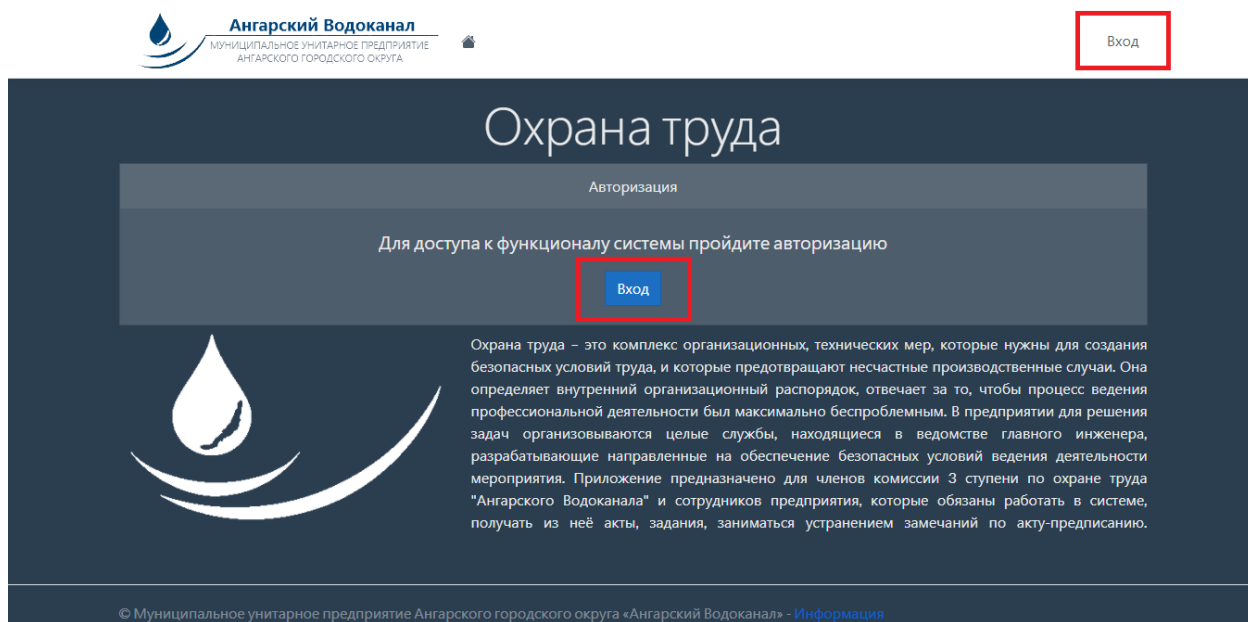 Ангарский Водоканал
МУНИЦИПАЛЬНОЕ УНИТАРНОЕ ПРЕДПРИЯТИЕ
АНГАРСКОГО ГОРОДСКОГО ОКРУГА
Вход
Охрана труда
Авторизация
Для доступа к функционалу системы пройдите авторизацию
Вход
Охрана труда – это комплекс организационных, технических мер, которые нужны для создания
безопасных условий труда, и которые предотвращают несчастные производственные случаи. Она
определяет внутренний организационный распорядок, отвечает за то, чтобы процесс ведения
профессиональной деятельности был максимально беспроблемным. В предприятии для решения
задач организовываются целые службы, находящиеся в ведомстве главного инженера,
разрабатывающие направленные на обеспечение безопасных условий ведения деятельности
мероприятия. Приложение предназначено для членов комиссии 3 ступени по охране труда
"Ангарского Водоканала" и сотрудников предприятия, которые обязаны работать в системе,
получать из неё акты, задания, заниматься устранением замечаний по акту-предписанию.
© Муниципальное унитарное предприятие Ангарского городского округа «Ангарский Водоканал» - Информация